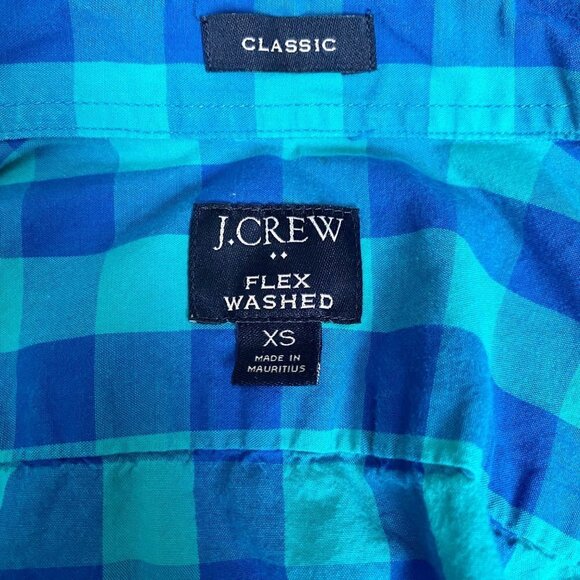 CLASSIC
J.CREW
FLEX
WASHED
XS
MADE IN
MAURITIUS